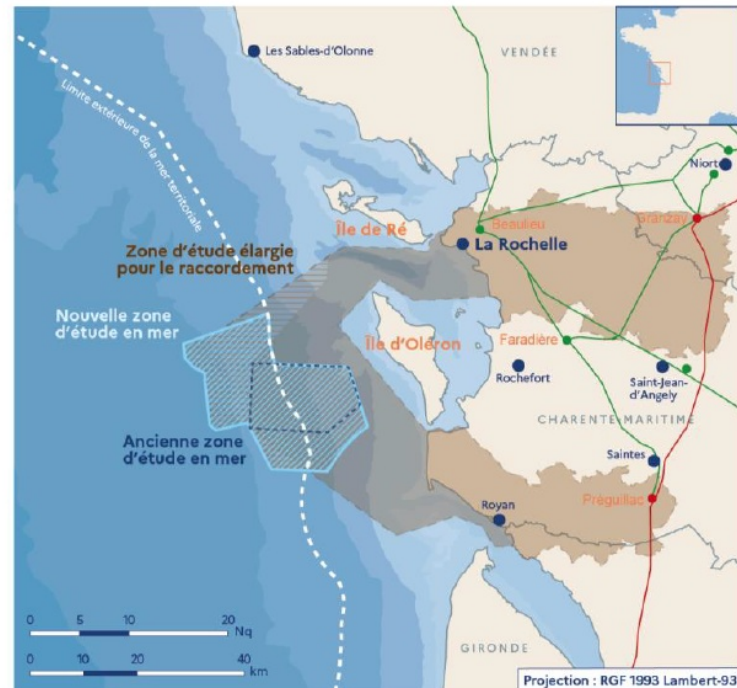 Les Sables-d'Olonne
VENDÉE
Limite extérieure de la mer territoriale
Niort
Île de Ré
Beaulieu
Granzay
La Rochelle
Zone d'étude élargie
pour le raccordement
Nouvelle zone
d'étude en mer
Île d'Oléron
Faradière
Rochefort
Saint-Jean-
d'Angely
CHARENTE-MARITIME
Ancienne zone
d'étude en mer
Saintes
Préguillac
Royan
0 5 10 20
Nq
0 10 20 40
km
GIRONDE
Projection : RGF 1993 Lambert-93